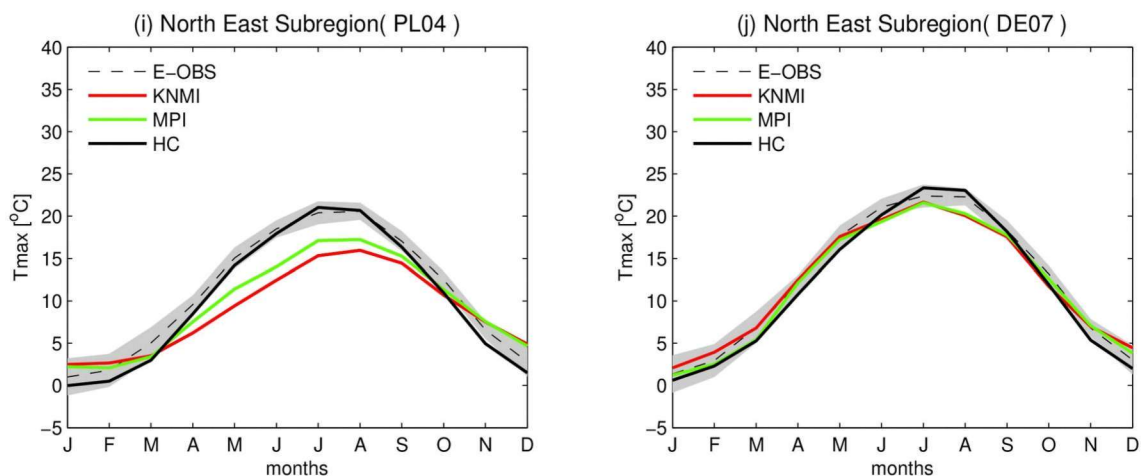 (i) North East Subregion( PL04 )
40
35
30
25
20
15
10
5
0
−5
Tmax [°C]
E−OBS
KNMI
MPI
HC
J F M A M J J A S O N D
months
(j) North East Subregion( DE07 )
40
35
30
25
20
15
10
5
0
−5
Tmax [°C]
E−OBS
KNMI
MPI
HC
J F M A M J J A S O N D
months